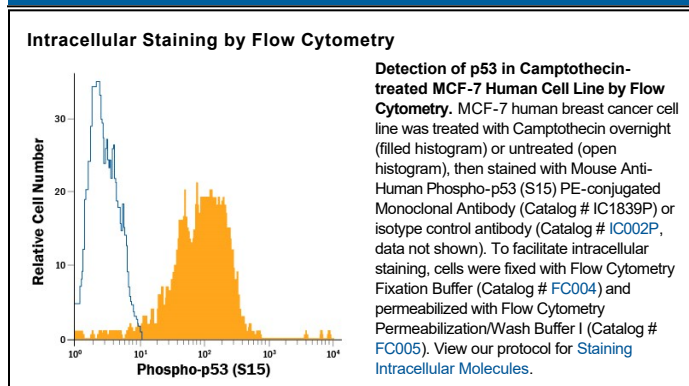 Intracellular Staining by Flow Cytometry
Relative Cell Number
30
20
10
0
10⁰ 10¹ 10² 10³ 10⁴
Phospho-p53 (S15)
Detection of p53 in Camptothecin-
treated MCF-7 Human Cell Line by Flow
Cytometry. MCF-7 human breast cancer cell
line was treated with Camptothecin overnight
(filled histogram) or untreated (open
histogram), then stained with Mouse Anti-
Human Phospho-p53 (S15) PE-conjugated
Monoclonal Antibody (Catalog # IC1839P) or
isotype control antibody (Catalog # IC002P,
data not shown). To facilitate intracellular
staining, cells were fixed with Flow Cytometry
Fixation Buffer (Catalog # FC004) and
permeabilized with Flow Cytometry
Permeabilization/Wash Buffer I (Catalog #
FC005). View our protocol for Staining
Intracellular Molecules.